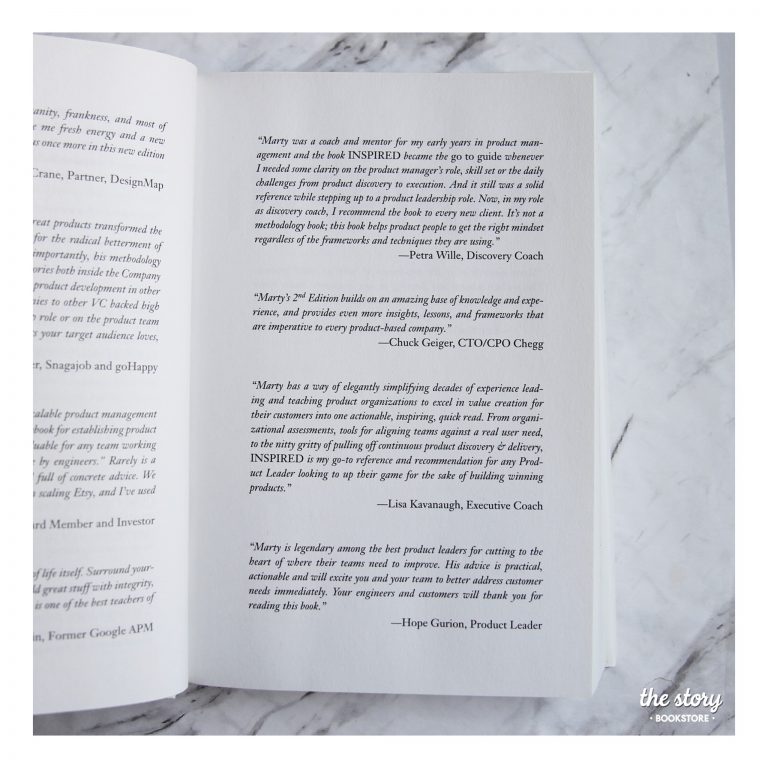 anity, frankness, and most of
me fresh energy and a new
us once more in this new edition
Crane, Partner, DesignMap
reat products transformed the
for the radical betterment of
importantly, his methodology
ories both inside the Company
product development in other
nies to other VC backed high
role or on the product team
your target audience loves,
er, Snagajob and goHappy
alable product management
book for establishing product
luable for any team working
by engineers." Rarely is a
full of concrete advice. We
scaling Etsy, and I've used
ard Member and Investor
of life itself. Surround your-
ld great stuff with integrity,
is one of the best teachers of
an, Former Google APM
"Marty was a coach and mentor for my early years in product man-
agement and the book INSPIRED became the go to guide whenever
I needed some clarity on the product manager's role, skill set or the daily
challenges from product discovery to execution. And it still was a solid
reference while stepping up to a product leadership role. Now, in my role
as discovery coach, I recommend the book to every new client. It's not a
methodology book; this book helps product people to get the right mindset
regardless of the frameworks and techniques they are using."
—Petra Wille, Discovery Coach
"Marty's 2nd Edition builds on an amazing base of knowledge and expe-
rience, and provides even more insights, lessons, and frameworks that
are imperative to every product-based company."
—Chuck Geiger, CTO/CPO Chegg
"Marty has a way of elegantly simplifying decades of experience lead-
ing and teaching product organizations to excel in value creation for
their customers into one actionable, inspiring, quick read. From organi-
zational assessments, tools for aligning teams against a real user need,
to the nitty gritty of pulling off continuous product discovery & delivery,
INSPIRED is my go-to reference and recommendation for any Prod-
uct Leader looking to up their game for the sake of building winning
products."
—Lisa Kavanaugh, Executive Coach
"Marty is legendary among the best product leaders for cutting to the
heart of where their teams need to improve. His advice is practical,
actionable and will excite you and your team to better address customer
needs immediately. Your engineers and customers will thank you for
reading this book."
—Hope Gurion, Product Leader
the story
· BOOKSTORE ·